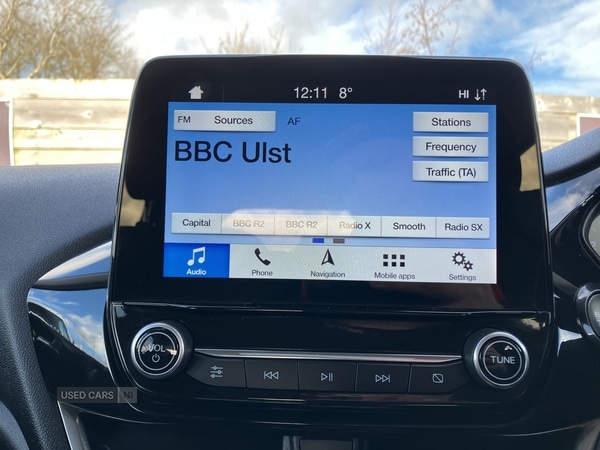 12:11 8° HI
FM Sources AF Stations
BBC Ulst
Frequency
Traffic (TA)
Capital BBC R2 BBC R2 Radio X Smooth Radio SX
Audio Phone Navigation Mobile apps Settings
VOL TUNE
USED CARS NI